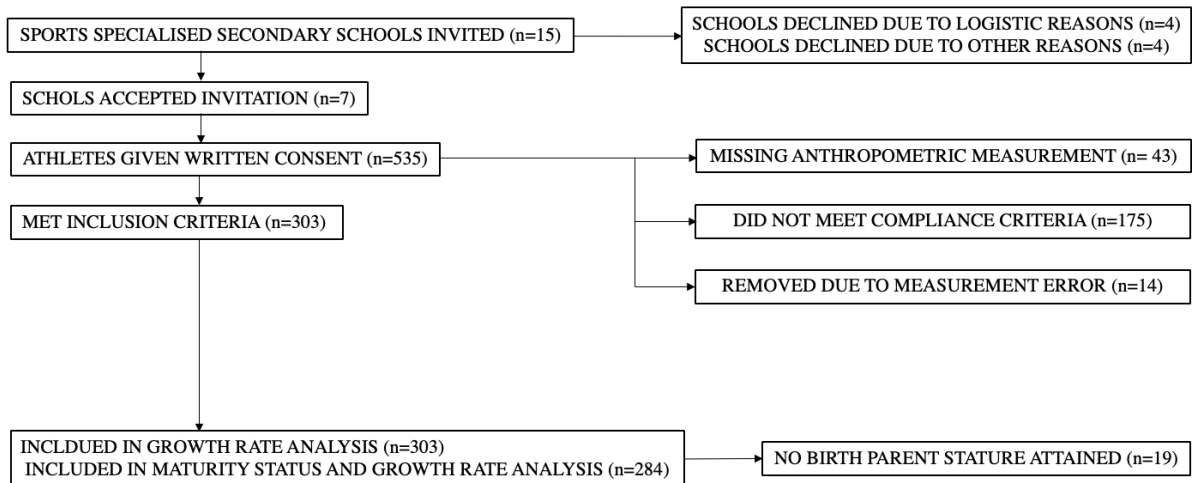 SPORTS SPECIALISED SECONDARY SCHOOLS INVITED (n=15)
SCHOOLS DECLINED DUE TO LOGISTIC REASONS (n=4)
SCHOOLS DECLINED DUE TO OTHER REASONS (n=4)
SCHOLS ACCEPTED INVITATION (n=7)
ATHLETES GIVEN WRITTEN CONSENT (n=535)
MISSING ANTHROPOMETRIC MEASUREMENT (n= 43)
MET INCLUSION CRITERIA (n=303)
DID NOT MEET COMPLIANCE CRITERIA (n=175)
REMOVED DUE TO MEASUREMENT ERROR (n=14)
INCLDUED IN GROWTH RATE ANALYSIS (n=303)
INCLUDED IN MATURITY STATUS AND GROWTH RATE ANALYSIS (n=284)
NO BIRTH PARENT STATURE ATTAINED (n=19)